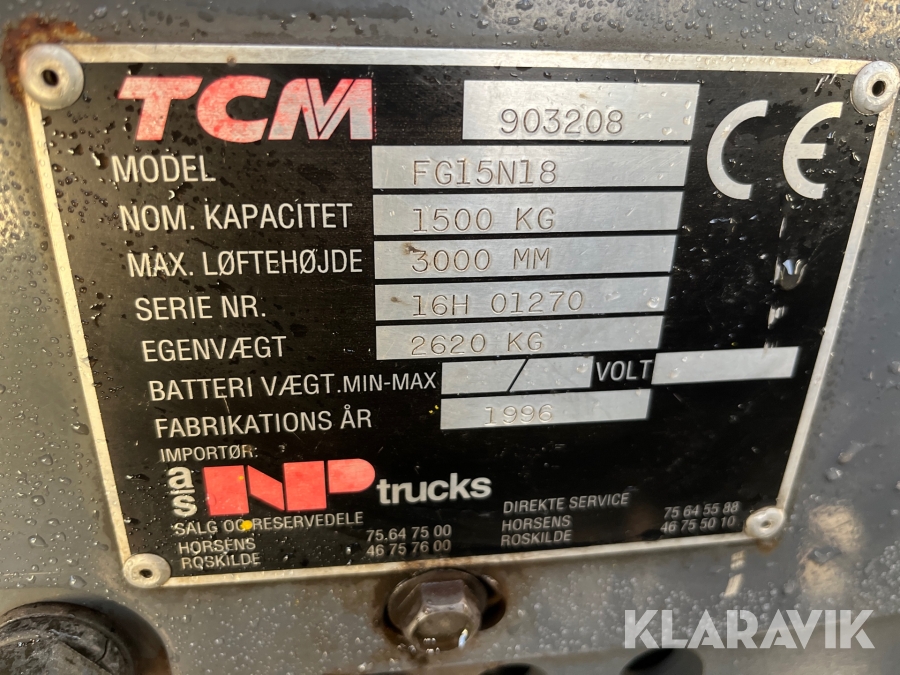 TCM 903208
CE
MODEL FG15N18
NOM. KAPACITET 1500 KG
MAX. LØFTEHØJDE 3000 MM
SERIE NR. 16H 01270
EGENVÆGT 2620 KG
BATTERI VÆGT.MIN-MAX / VOLT
FABRIKATIONS ÅR 1996
IMPORTØR:
a/s NP trucks
SALG OG RESERVEDELE
HORSENS 75.64 75 00
ROSKILDE 46 75 76 00
DIREKTE SERVICE
HORSENS 75 64 55 88
ROSKILDE 46 75 50 10
KLARAVIK